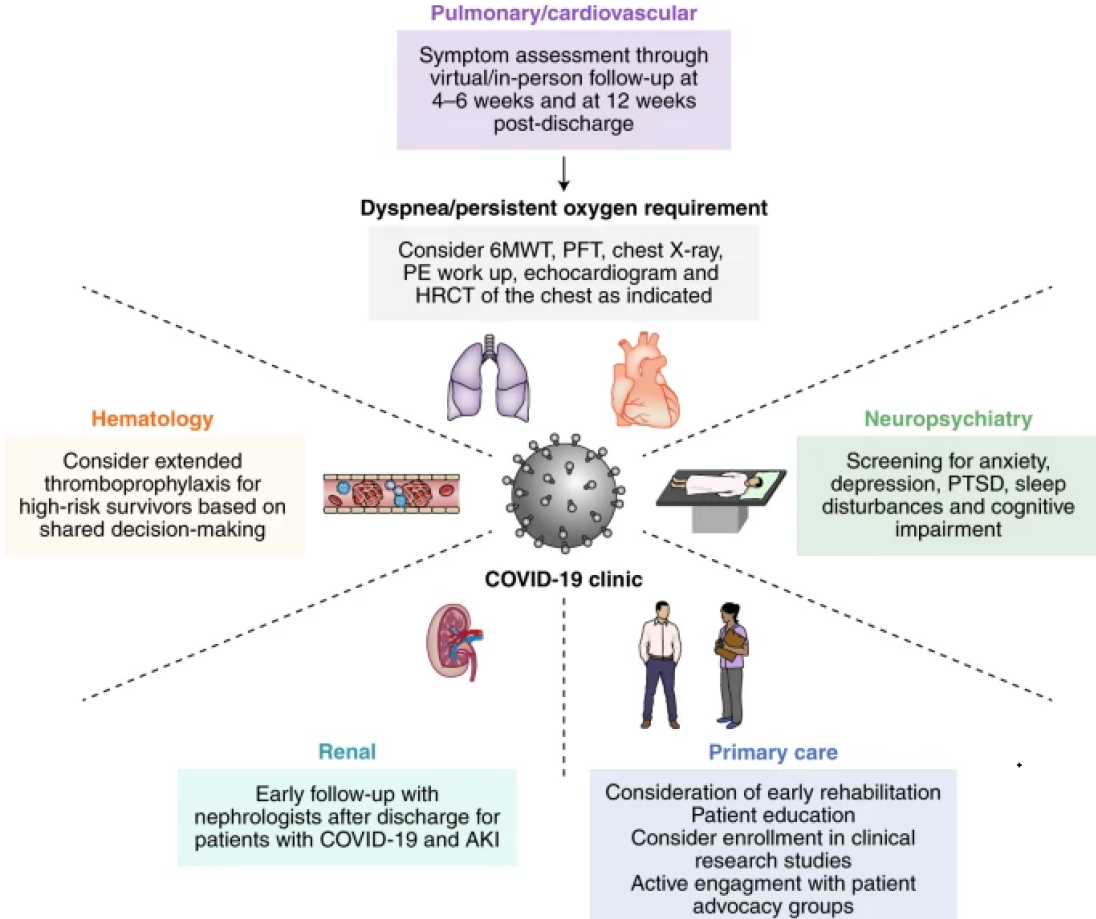 Pulmonary/cardiovascular
Symptom assessment through
virtual/in-person follow-up at
4–6 weeks and at 12 weeks
post-discharge
Dyspnea/persistent oxygen requirement
Consider 6MWT, PFT, chest X-ray,
PE work up, echocardiogram and
HRCT of the chest as indicated
Hematology
Consider extended
thromboprophylaxis for
high-risk survivors based on
shared decision-making
Neuropsychiatry
Screening for anxiety,
depression, PTSD, sleep
disturbances and cognitive
impairment
COVID-19 clinic
Renal
Early follow-up with
nephrologists after discharge for
patients with COVID-19 and AKI
Primary care
Consideration of early rehabilitation
Patient education
Consider enrollment in clinical
research studies
Active engagment with patient
advocacy groups